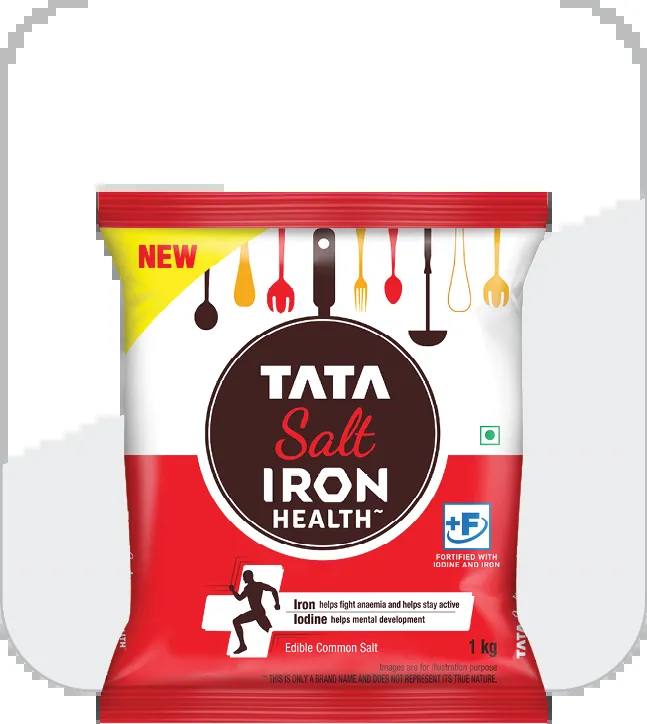 NEW
TATA
Salt
IRON
HEALTH~
+F
FORTIFIED WITH
IODINE AND IRON
Iron helps fight anaemia and helps stay active
Iodine helps mental development
Edible Common Salt
1 kg
Images are for illustration purpose
~ THIS IS ONLY A BRAND NAME AND DOES NOT REPRESENT ITS TRUE NATURE.
TATA